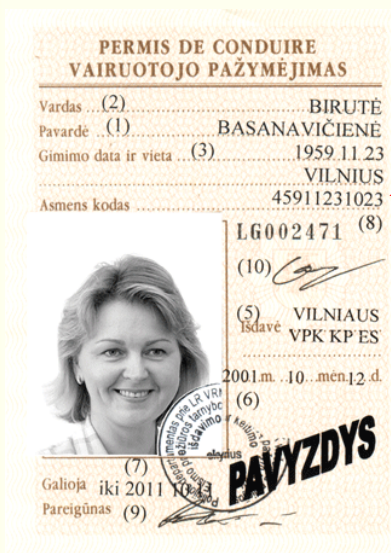 PERMIS DE CONDUIRE
VAIRUOTOJO PAŽYMĖJIMAS
Vardas (2) BIRUTĖ
Pavardė (1) BASANAVIČIENĖ
Gimimo data ir vieta (3) 1959 11 23
VILNIUS
Asmens kodas 45911231023
(8)
LG002471
(10)
(5) VILNIAUS
Išdavė VPK KP ES
2001 m. 10 mėn. 12 d.
(6)
PAVYZDYS
(7)
Galioja iki 2011 10 11
Pareigūnas (9)